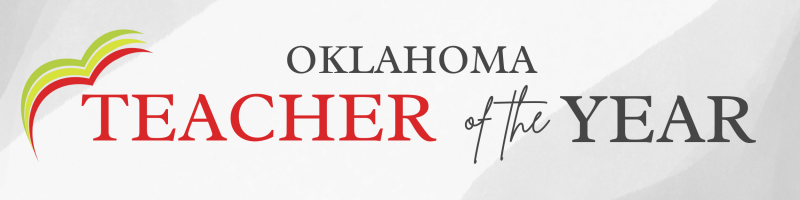 OKLAHOMA
TEACHER of the YEAR